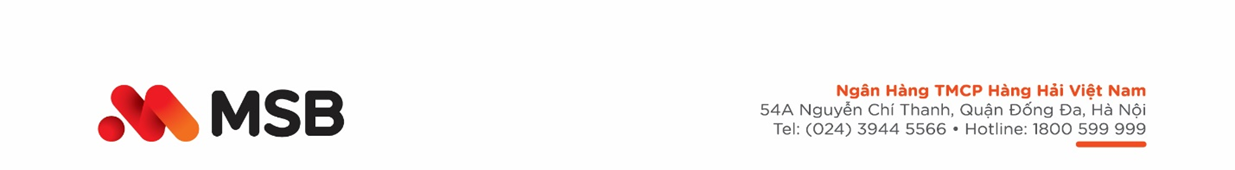 MSB
Ngân Hàng TMCP Hàng Hải Việt Nam
54A Nguyễn Chí Thanh, Quận Đống Đa, Hà Nội
Tel: (024) 3944 5566 • Hotline: 1800 599 999